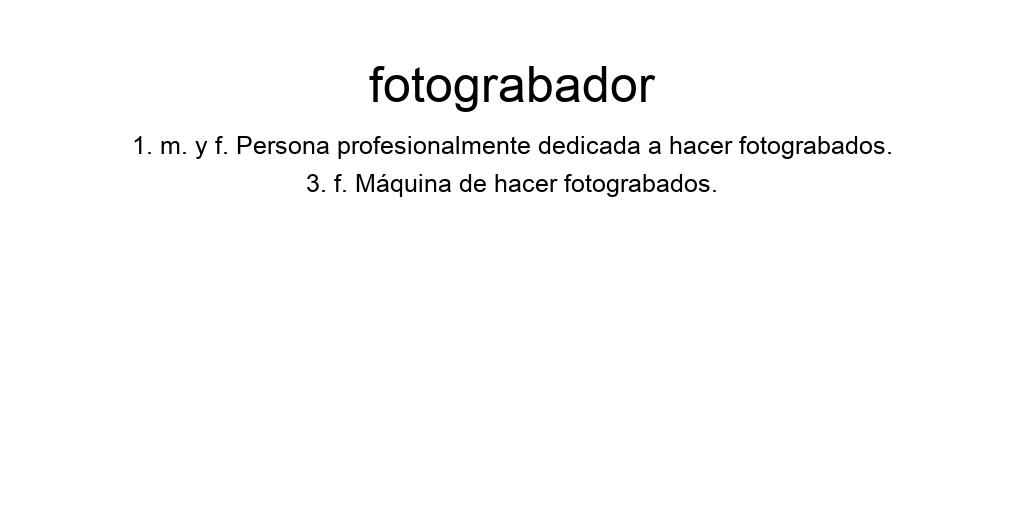 fotograbador
1. m. y f. Persona profesionalmente dedicada a hacer fotograbados.
3. f. Máquina de hacer fotograbados.